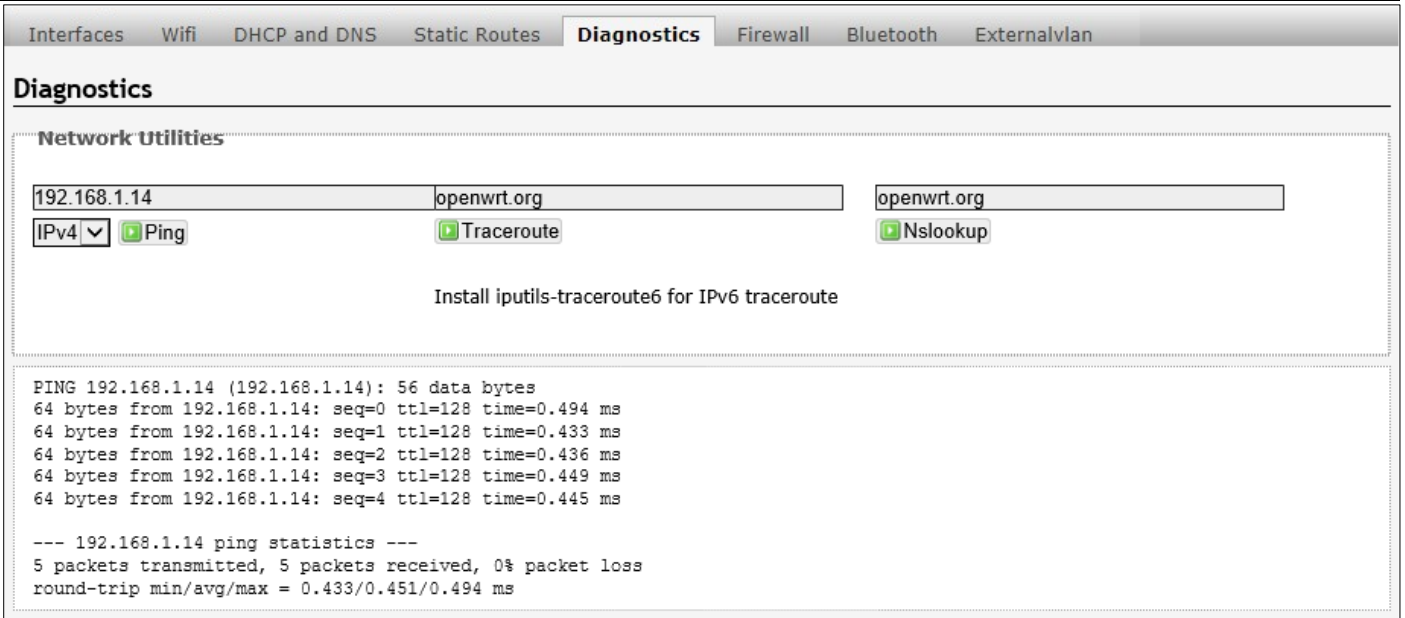 Interfaces Wifi DHCP and DNS Static Routes Diagnostics Firewall Bluetooth Externalvlan
Diagnostics
Network Utilities
192.168.1.14 openwrt.org openwrt.org
IPv4 Ping Traceroute Nslookup
Install iputils-traceroute6 for IPv6 traceroute
PING 192.168.1.14 (192.168.1.14): 56 data bytes
64 bytes from 192.168.1.14: seq=0 ttl=128 time=0.494 ms
64 bytes from 192.168.1.14: seq=1 ttl=128 time=0.433 ms
64 bytes from 192.168.1.14: seq=2 ttl=128 time=0.436 ms
64 bytes from 192.168.1.14: seq=3 ttl=128 time=0.449 ms
64 bytes from 192.168.1.14: seq=4 ttl=128 time=0.445 ms
--- 192.168.1.14 ping statistics ---
5 packets transmitted, 5 packets received, 0% packet loss
round-trip min/avg/max = 0.433/0.451/0.494 ms